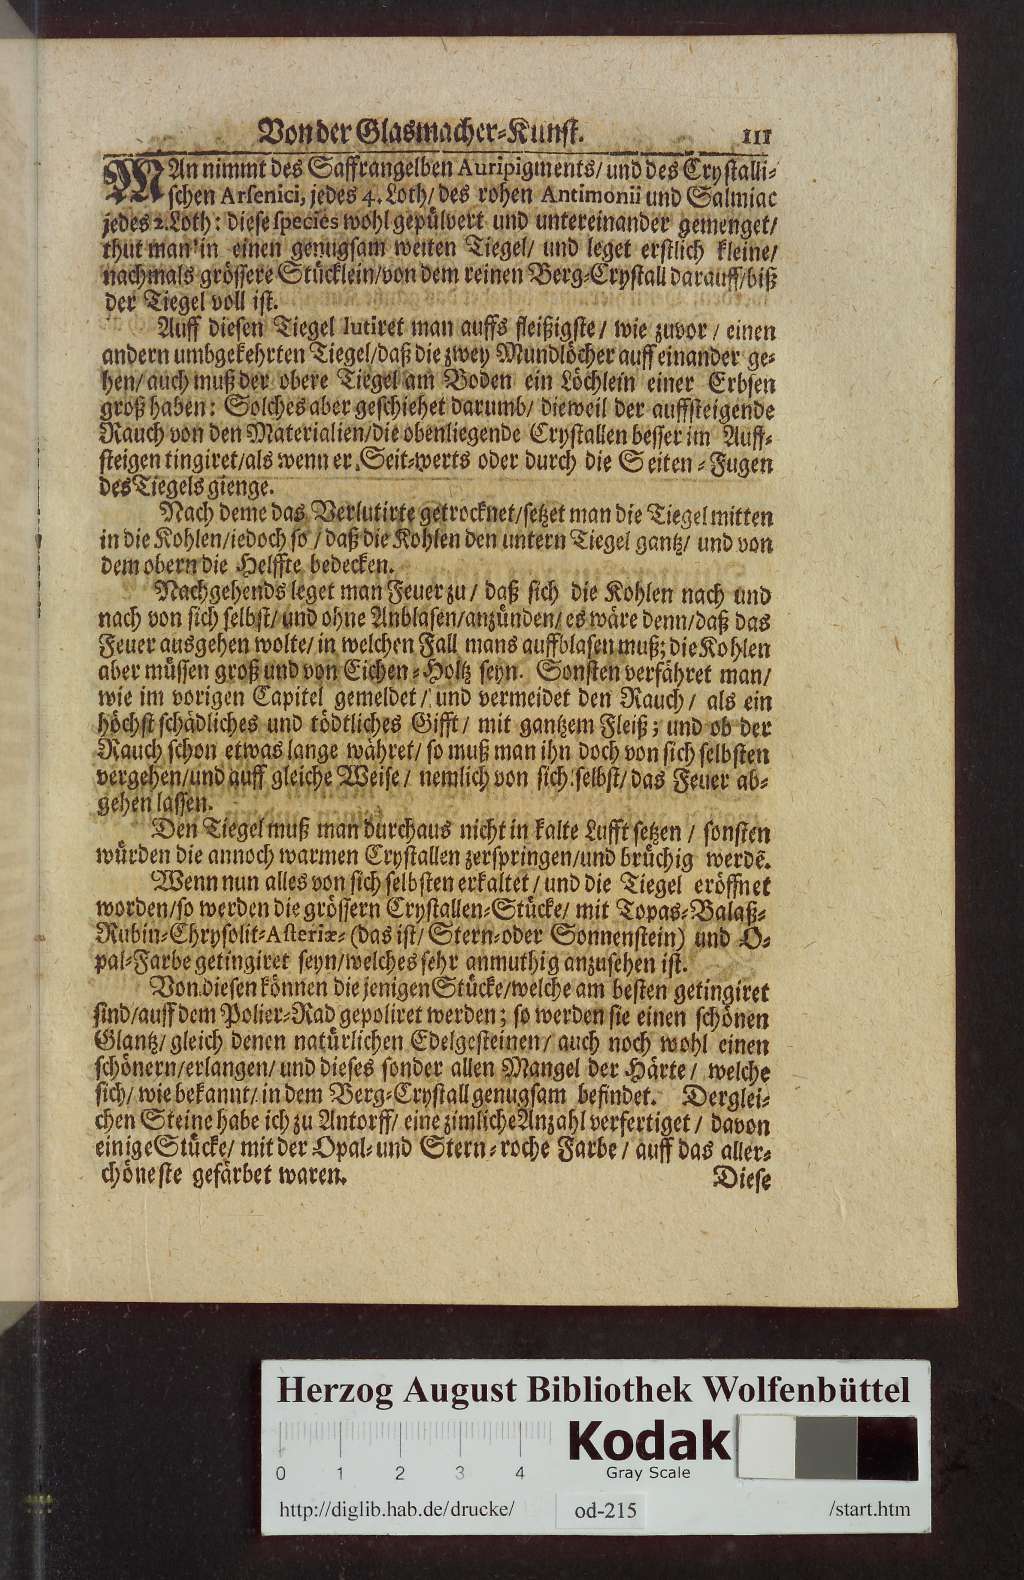 Von der Glasmacher-Kunst. 111
MAn nimmt des Saffrangelben Auripigments/ und des Crystalli-
schen Arsenici, jedes 4. Loth/ des rohen Antimonii und Salmiac
jedes 2. Loth: diese species wohl gepülvert und untereinander gemenget/
thut man in einen genugsam weiten Tiegel/ und leget erstlich kleine/
nachmals grössere Stücklein/ von dem reinen Berg-Crystall darauff/ biß
der Tiegel voll ist.
Auff diesen Tiegel lutiret man auffs fleißigste/ wie zuvor/ einen
andern umbgekehrten Tiegel/ daß die zwey Mundlöcher auff einander ge-
hen/ auch muß der obere Tiegel am Boden ein Löchlein einer Erbsen
groß haben: Solches aber geschiehet darumb/ dieweil der auffsteigende
Rauch von den Materialien/ die obenliegende Crystallen besser im Auff-
steigen tingiret/ als wenn er Seit-werts oder durch die Seiten-Fugen
des Tiegels gienge.
Nach deme das Verlutirte getrocknet/ setzet man die Tiegel mitten
in die Kohlen/ iedoch so/ daß die Kohlen den untern Tiegel gantz/ und von
dem obern die Helffte bedecken.
Nachgehends leget man Feuer zu/ daß sich die Kohlen nach und
nach von sich selbst/ und ohne Anblasen/ anzünden/ es wäre denn/ daß das
Feuer ausgehen wolte/ in welchen Fall mans auffblasen muß; die Kohlen
aber müssen groß und von Eichen-Holtz seyn. Sonsten verfähret man/
wie im vorigen Capitel gemeldet/ und vermeidet den Rauch/ als ein
höchst schädliches und tödtliches Gifft/ mit gantzem Fleiß; und ob der
Rauch schon etwas lange währet/ so muß man ihn doch von sich selbsten
vergehen/ und auff gleiche Weise/ nemlich von sich selbst/ das Feuer ab-
gehen lassen.
Den Tiegel muß man durchaus nicht in kalte Lufft setzen/ sonsten
würden die annoch warmen Crystallen zerspringen/ und brüchig werdē.
Wenn nun alles von sich selbsten erkaltet/ und die Tiegel eröffnet
worden/ so werden die grössern Crystallen-Stücke/ mit Topas-Balaß-
Rubin-Chrysolit-Asteriæ-(das ist/ Stern-oder Sonnenstein) und O-
pal-Farbe getingiret seyn/ welches sehr anmuthig anzusehen ist.
Von diesen können die jenigen Stücke/ welche am besten getingiret
sind/ auff dem Polier-Rad gepoliret werden; so werden sie einen schönen
Glantz/ gleich denen natürlichen Edelgesteinen/ auch noch wohl einen
schönern/ erlangen/ und dieses sonder allen Mangel der Härte/ welche
sich/ wie bekannt/ in dem Berg-Crystall genugsam befindet. Derglei-
chen Steine habe ich zu Antorff/ eine zimliche Anzahl verfertiget/ davon
einige Stücke/ mit der Opal-und Stern-roche Farbe/ auff das aller-
schöneste gefärbet waren. Diese
Herzog August Bibliothek Wolfenbüttel
0 1 2 3 4
Kodak
Gray Scale
http://diglib.hab.de/drucke/ od-215 /start.htm